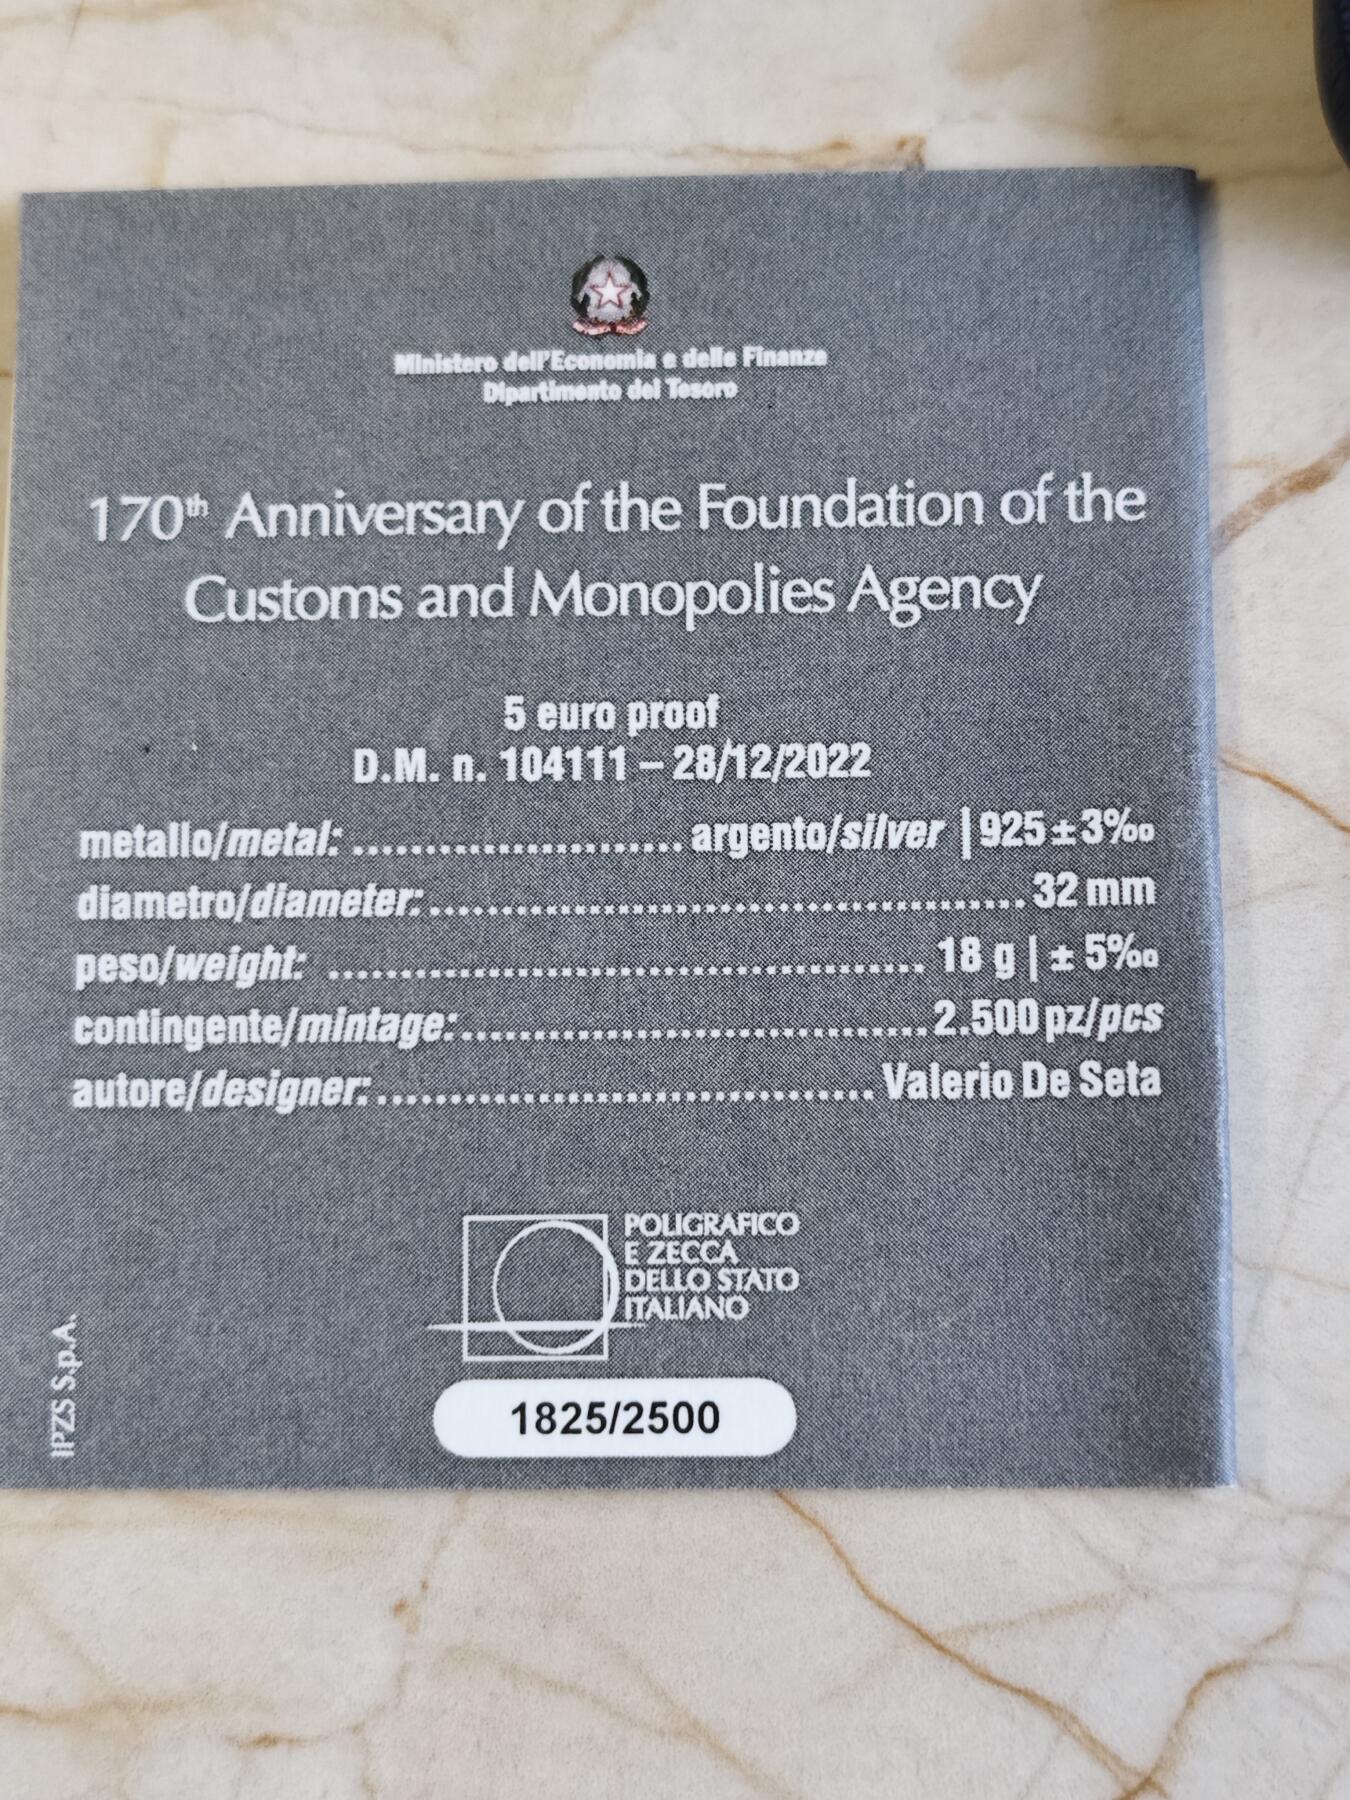 Ministero dell'Economia e delle Finanze
Dipartimento del Tesoro
170th Anniversary of the Foundation of the
Customs and Monopolies Agency
5 euro proof
D.M. n. 104111 – 28/12/2022
metallo/metal: ....................... argento/silver | 925 ± 3‰
diametro/diameter: ......................................... 32 mm
peso/weight: ......................................... 18 g | ± 5‰
contingente/mintage: ................................ 2.500 pz/pcs
autore/designer: .................................. Valerio De Seta
POLIGRAFICO
E ZECCA
DELLO STATO
ITALIANO
IPZS S.p.A.
1825/2500